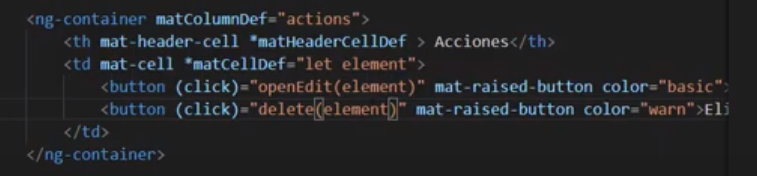 <ng-container matColumnDef="actions">
<th mat-header-cell *matHeaderCellDef > Acciones</th>
<td mat-cell *matCellDef="let element">
<button (click)="openEdit(element)" mat-raised-button color="basic">
<button (click)="delete(element)" mat-raised-button color="warn">Eli
</td>
</ng-container>